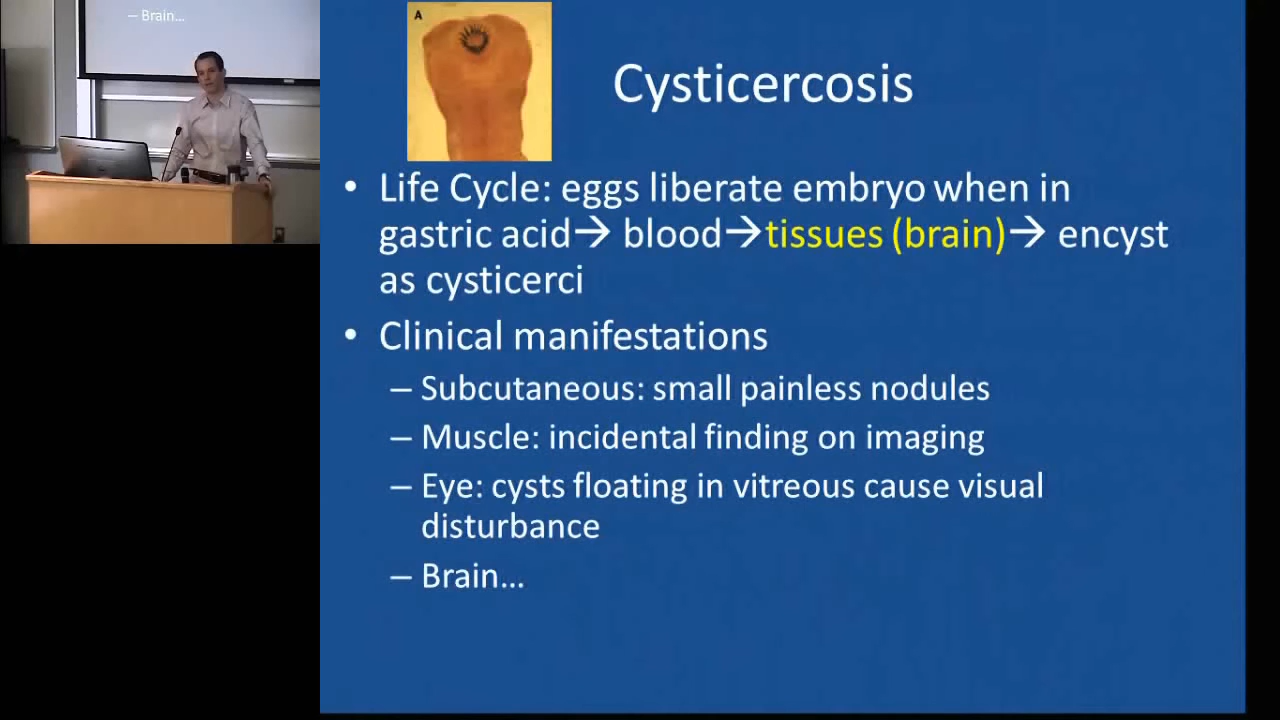 – Brain...
A
Cysticercosis
• Life Cycle: eggs liberate embryo when in
gastric acid→ blood→tissues (brain)→ encyst
as cysticerci
• Clinical manifestations
– Subcutaneous: small painless nodules
– Muscle: incidental finding on imaging
– Eye: cysts floating in vitreous cause visual
disturbance
– Brain...